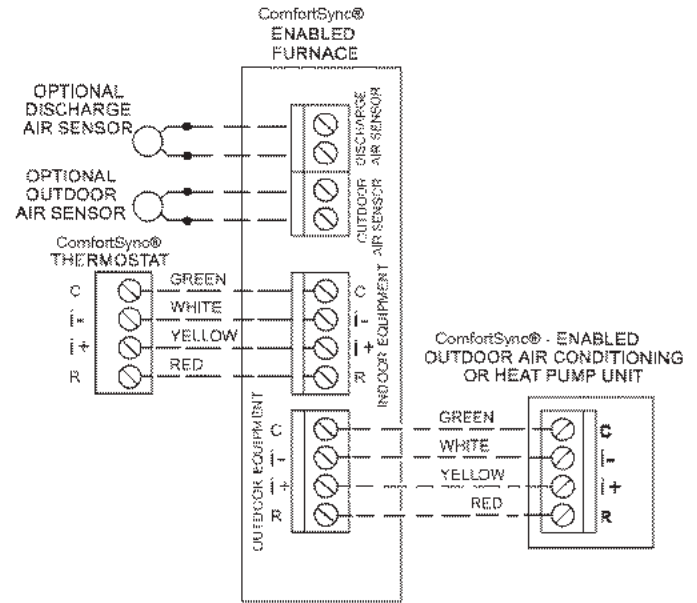 ComfortSync®
ENABLED
FURNACE
OPTIONAL
DISCHARGE
AIR SENSOR
DISCHARGE
AIR SENSOR
OPTIONAL
OUTDOOR
AIR SENSOR
OUTDOOR
AIR SENSOR
ComfortSync®
THERMOSTAT
C
i-
i+
R
GREEN
WHITE
YELLOW
RED
C
i-
i+
R
INDOOR EQUIPMENT
ComfortSync® - ENABLED
OUTDOOR AIR CONDITIONING
OR HEAT PUMP UNIT
OUTDOOR EQUIPMENT
C
i-
i+
R
GREEN
WHITE
YELLOW
RED
C
i-
i+
R